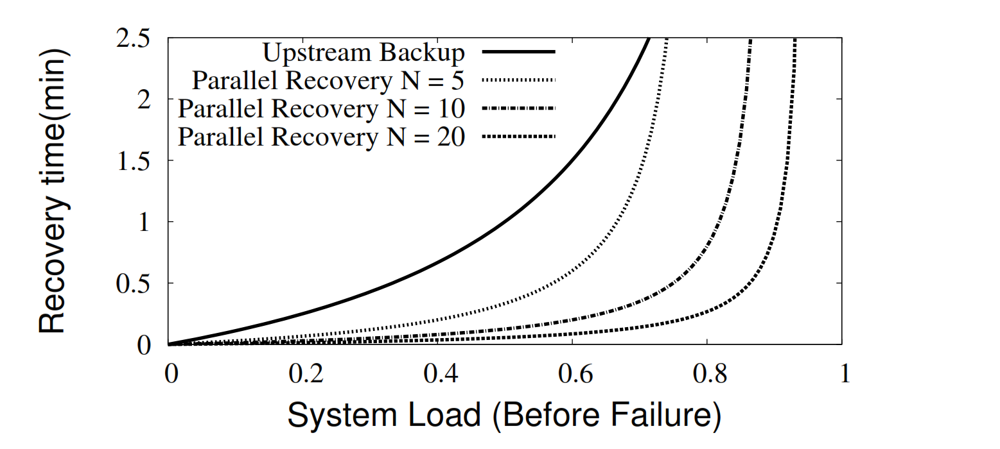 2.5
2
1.5
1
0.5
0
Recovery time(min)
Upstream Backup
Parallel Recovery N = 5
Parallel Recovery N = 10
Parallel Recovery N = 20
0 0.2 0.4 0.6 0.8 1
System Load (Before Failure)